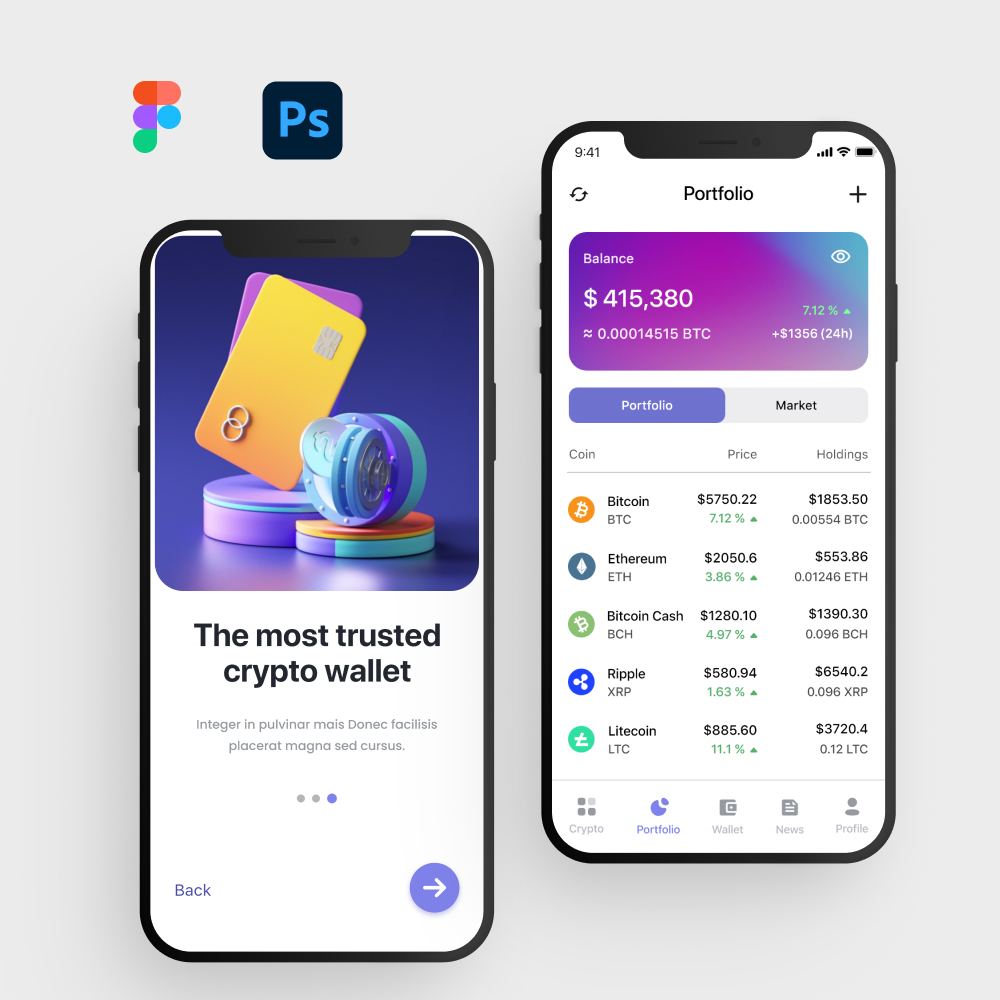 Ps
The most trusted
crypto wallet
Integer in pulvinar mais Donec facilisis
placerat magna sed cursus.
Back
9:41
Portfolio
Balance
$ 415,380
7.12 %
≈ 0.00014515 BTC
+$1356 (24h)
Portfolio Market
Coin Price Holdings
Bitcoin $5750.22 $1853.50
BTC 7.12 % 0.00554 BTC
Ethereum $2050.6 $553.86
ETH 3.86 % 0.01246 ETH
Bitcoin Cash $1280.10 $1390.30
BCH 4.97 % 0.096 BCH
Ripple $580.94 $6540.2
XRP 1.63 % 0.096 XRP
Litecoin $885.60 $3720.4
LTC 11.1 % 0.12 LTC
Crypto Portfolio Wallet News Profile